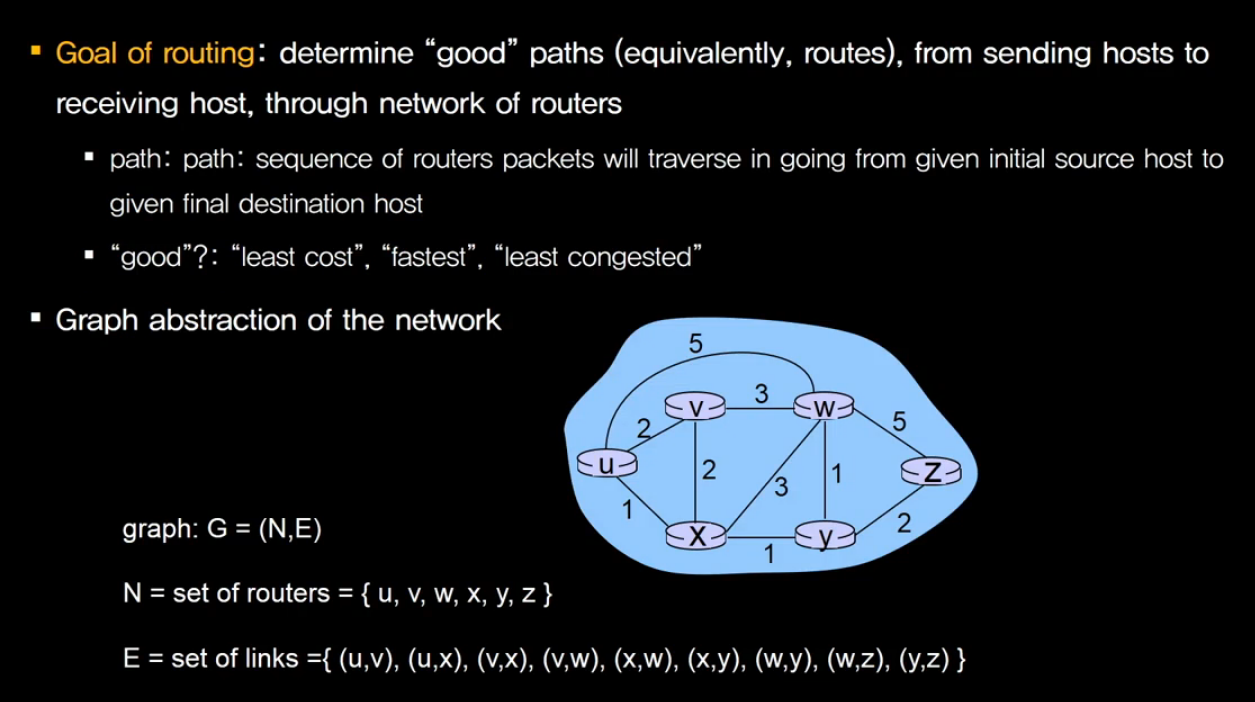 ▪ Goal of routing: determine “good” paths (equivalently, routes), from sending hosts to
receiving host, through network of routers
▪ path: path: sequence of routers packets will traverse in going from given initial source host to
given final destination host
▪ “good”?: “least cost”, “fastest”, “least congested”
▪ Graph abstraction of the network
5
v
3
w
2
5
u
2
3
1
z
1
x
1
y
2
graph: G = (N,E)
N = set of routers = { u, v, w, x, y, z }
E = set of links ={ (u,v), (u,x), (v,x), (v,w), (x,w), (x,y), (w,y), (w,z), (y,z) }